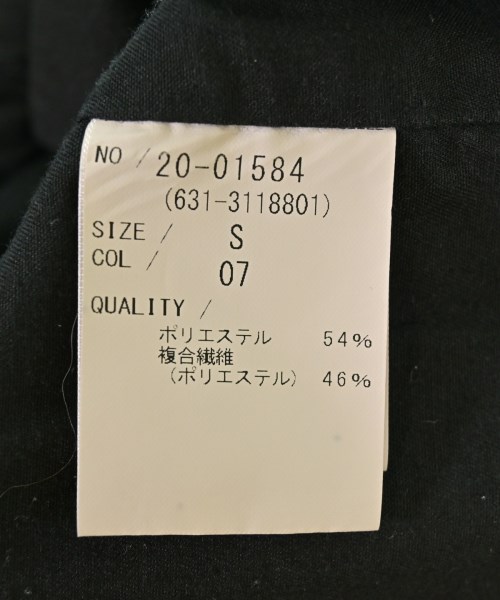 NO / 20-01584
(631-3118801)
SIZE / S
COL / 07
QUALITY /
ポリエステル 54%
複合繊維
(ポリエステル) 46%